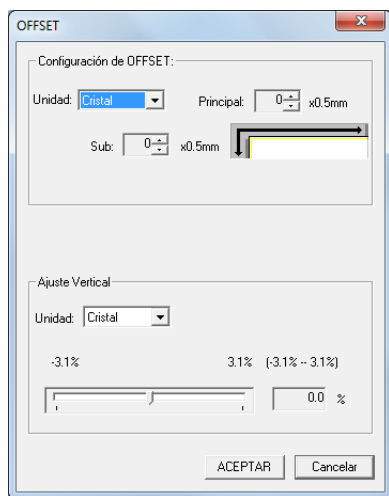 OFFSET
Configuración de OFFSET:
Unidad: Cristal Principal: 0 x0.5mm
Sub: 0 x0.5mm
Ajuste Vertical
Unidad: Cristal
-3.1% 3.1% (-3.1% -- 3.1%)
0.0 %
ACEPTAR Cancelar